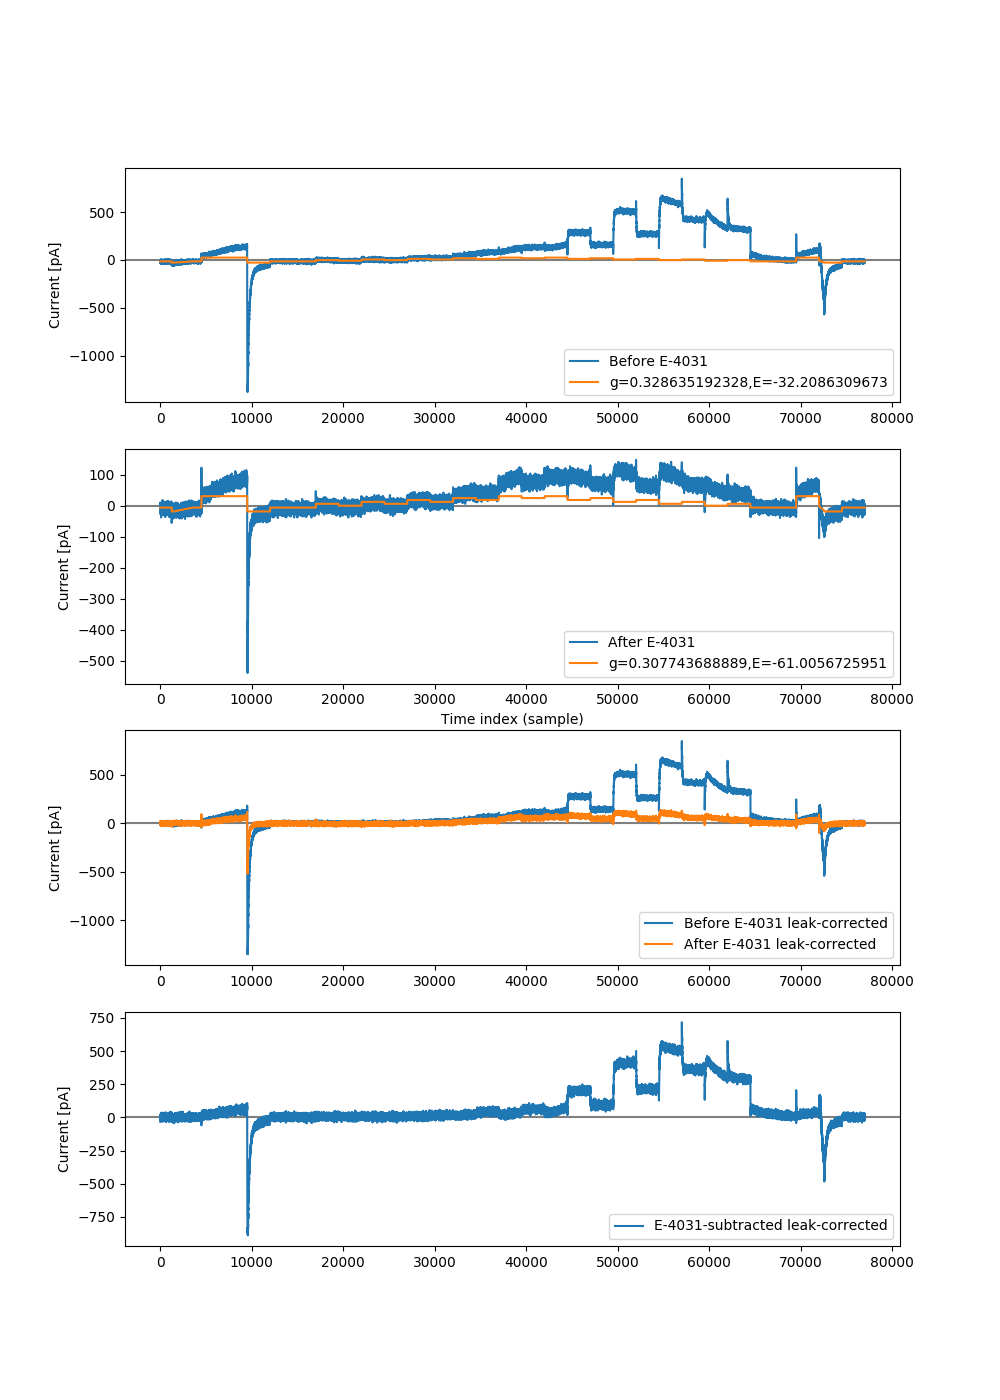 500
0
−500
−1000
Current [pA]
Before E-4031
g=0.328635192328,E=-32.2086309673
0 10000 20000 30000 40000 50000 60000 70000 80000
100
0
−100
−200
−300
−400
−500
Current [pA]
After E-4031
g=0.307743688889,E=-61.0056725951
0 10000 20000 30000 40000 50000 60000 70000 80000
Time index (sample)
500
0
−500
−1000
Current [pA]
Before E-4031 leak-corrected
After E-4031 leak-corrected
0 10000 20000 30000 40000 50000 60000 70000 80000
750
500
250
0
−250
−500
−750
Current [pA]
E-4031-subtracted leak-corrected
0 10000 20000 30000 40000 50000 60000 70000 80000